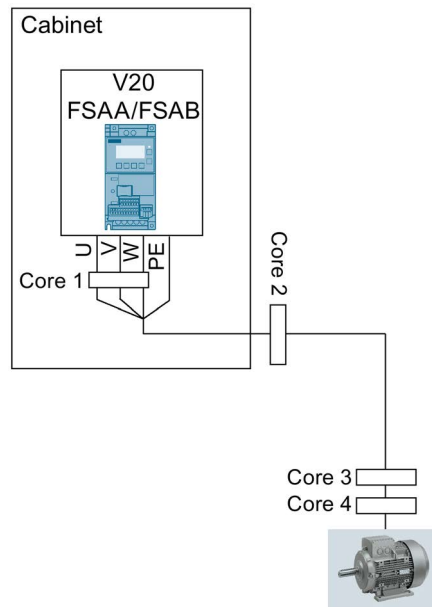 Cabinet
V20
FSAA/FSAB
U
V
W
PE
Core 1
Core 2
Core 3
Core 4